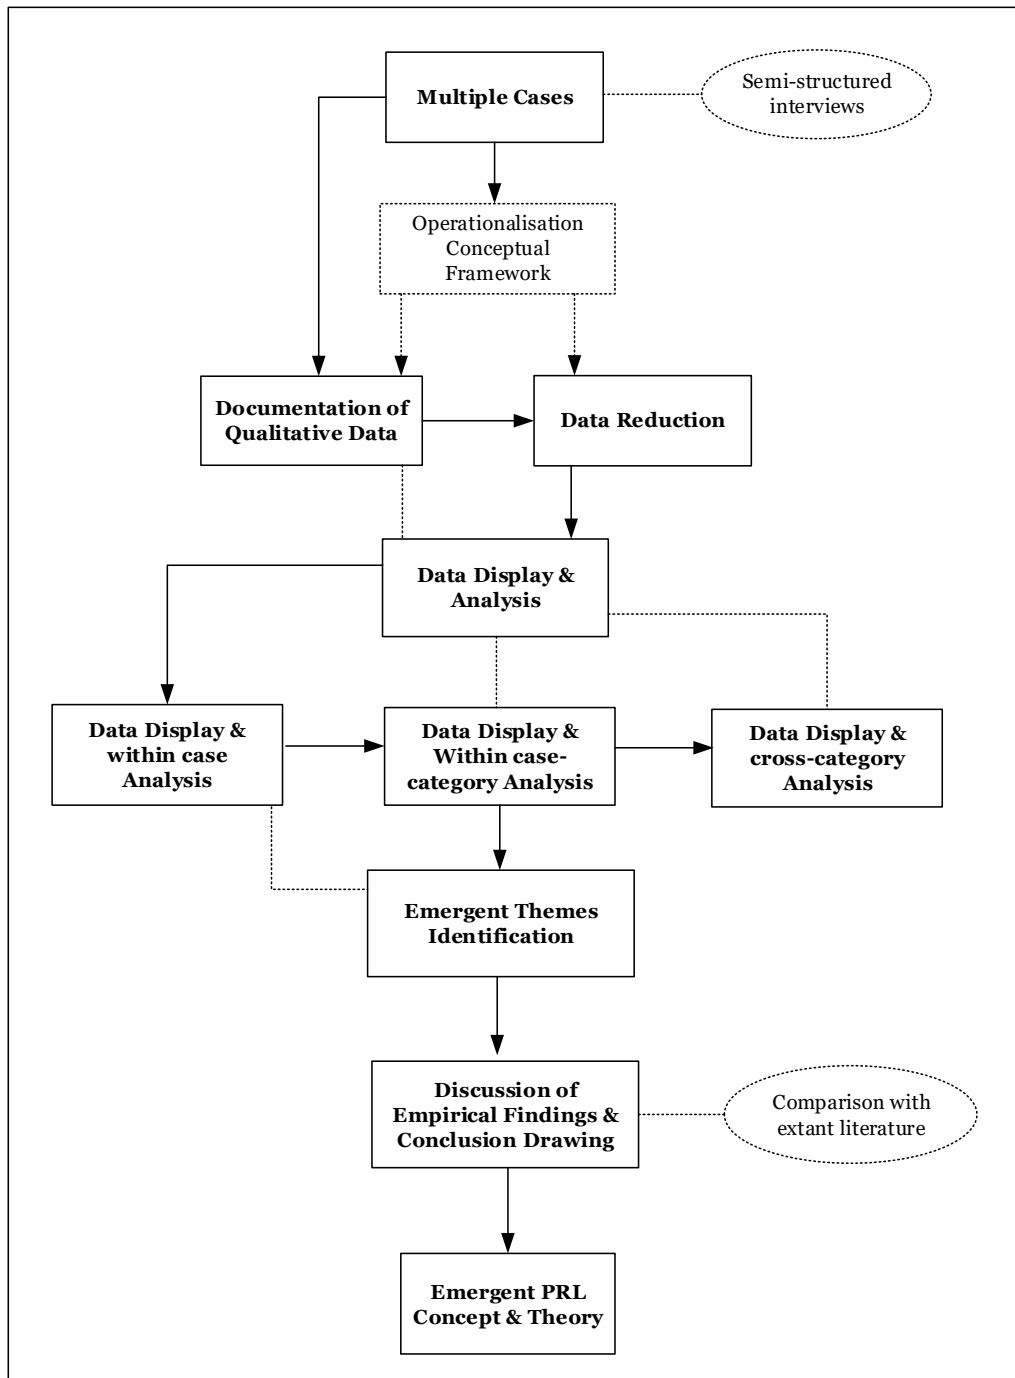 Multiple Cases
Semi-structured
interviews
Operationalisation
Conceptual
Framework
Documentation of
Qualitative Data
Data Reduction
Data Display &
Analysis
Data Display &
within case
Analysis
Data Display &
Within case-
category Analysis
Data Display &
cross-category
Analysis
Emergent Themes
Identification
Discussion of
Empirical Findings &
Conclusion Drawing
Comparison with
extant literature
Emergent PRL
Concept & Theory